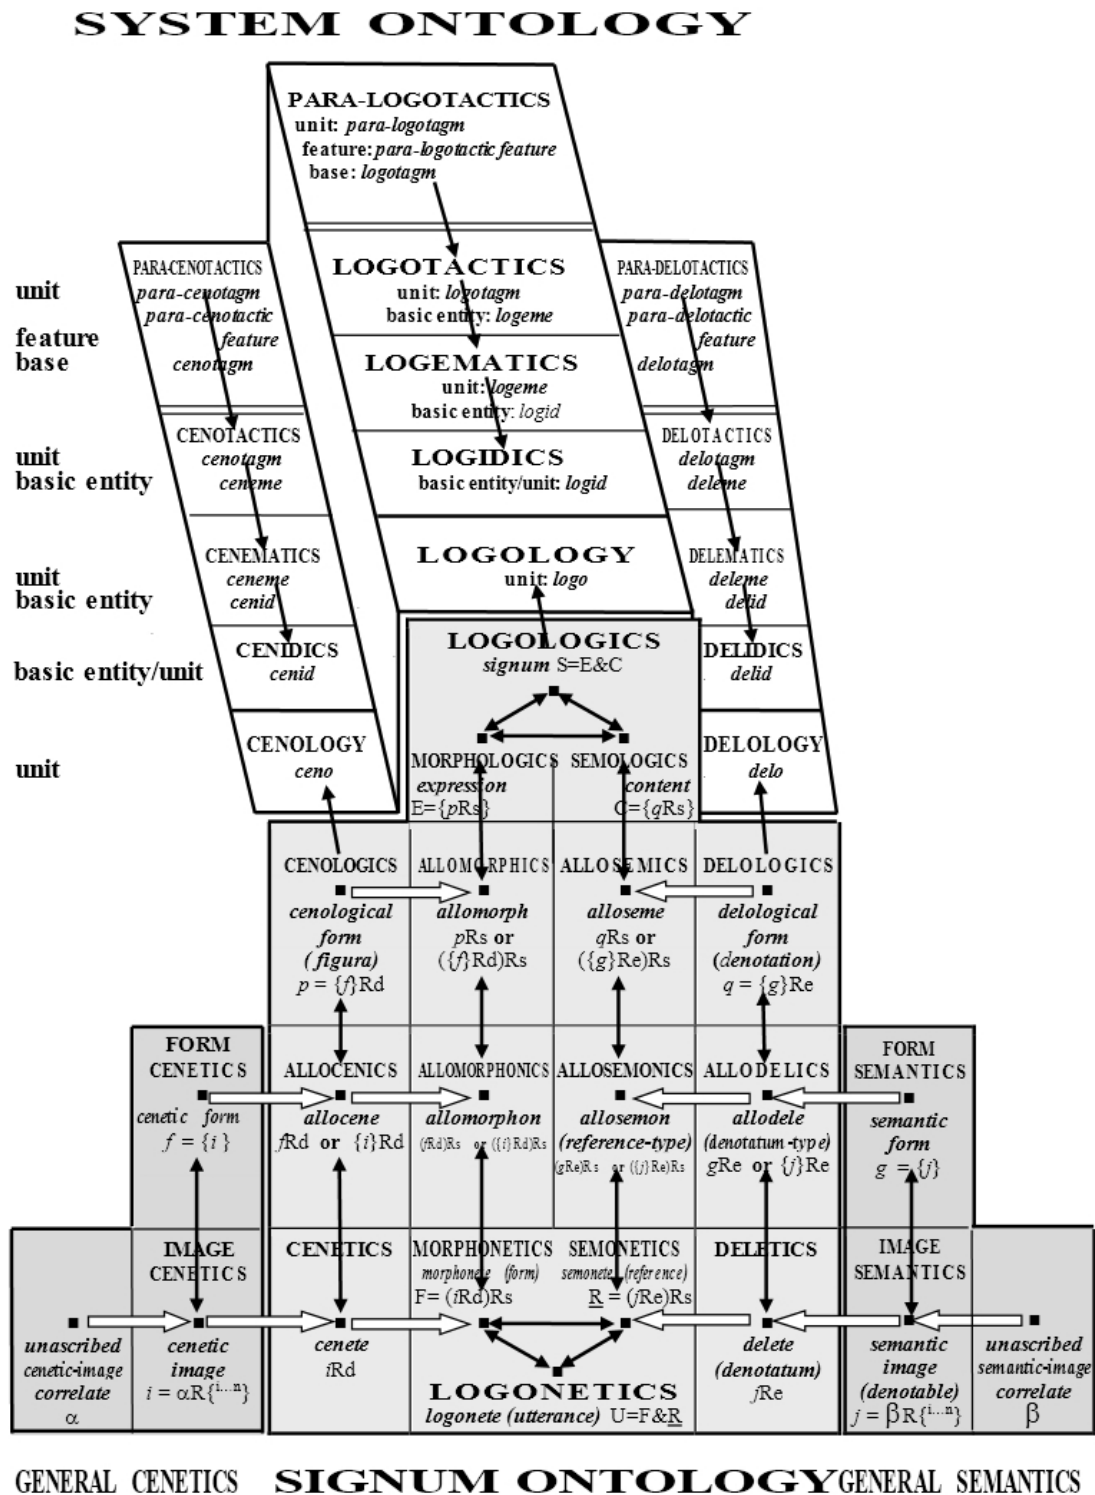 SYSTEM ONTOLOGY
PARA-LOGOTACTICS
unit: para-logotagm
feature: para-logotactic feature
base: logotagm
LOGOTACTICS
unit: logotagm
basic entity: logeme
LOGEMATICS
unit: logeme
basic entity: logid
LOGIDICS
basic entity/unit: logid
LOGOLOGY
unit: logo
unit
feature
base
unit
basic entity
unit
basic entity
basic entity/unit
unit
PARA-CENOTACTICS
para-cenotagm
para-cenotactic
feature
cenotagm
CENOTACTICS
cenotagm
ceneme
CENEMATICS
ceneme
cenid
CENIDICS
cenid
CENOLOGY
ceno
PARA-DELOTACTICS
para-delotagm
para-delotactic
feature
delotagm
DELOTACTICS
delotagm
deleme
DELEMATICS
deleme
delid
DELIDICS
delid
DELOLOGY
delo
LOGOLOGICS
signum S=E&C
MORPHOLOGICS
expression
E={pRs}
SEMOLOGICS
content
C={qRs}
CENOLOGICS
cenological
form
(figura)
p = {f}Rd
ALLOMORPHICS
allomorph
pRs or
({f}Rd)Rs
ALLOSEMICS
alloseme
qRs or
({g}Re)Rs
DELOLOGICS
delological
form
(denotation)
q = {g}Re
FORM
CENETICS
cenetic form
f = {i}
ALLOCENICS
allocene
fRd or {i}Rd
ALLOMORPHONICS
allomorphon
(fRd)Rs or ({i}Rd)Rs
ALLOSEMONICS
allosemon
(reference-type)
(gRe)Rs or ({j}Re)Rs
ALLODELICS
allodele
(denotatum-type)
gRe or {j}Re
FORM
SEMANTICS
semantic
form
g = {j}
unascribed
cenetic-image
correlate
α
IMAGE
CENETICS
cenetic
image
i = αR{i...n}
CENETICS
cenete
iRd
MORPHONETICS
morphonete (form)
F= (iRd)Rs
SEMONETICS
semonete (reference)
R = (jRe)Rs
LOGONETICS
logonete (utterance) U=F&R
DELETICS
delete
(denotatum)
jRe
IMAGE
SEMANTICS
semantic
image
(denotable)
j = βR{i...n}
unascribed
semantic-image
correlate
β
GENERAL CENETICS
SIGNUM ONTOLOGY
GENERAL SEMANTICS